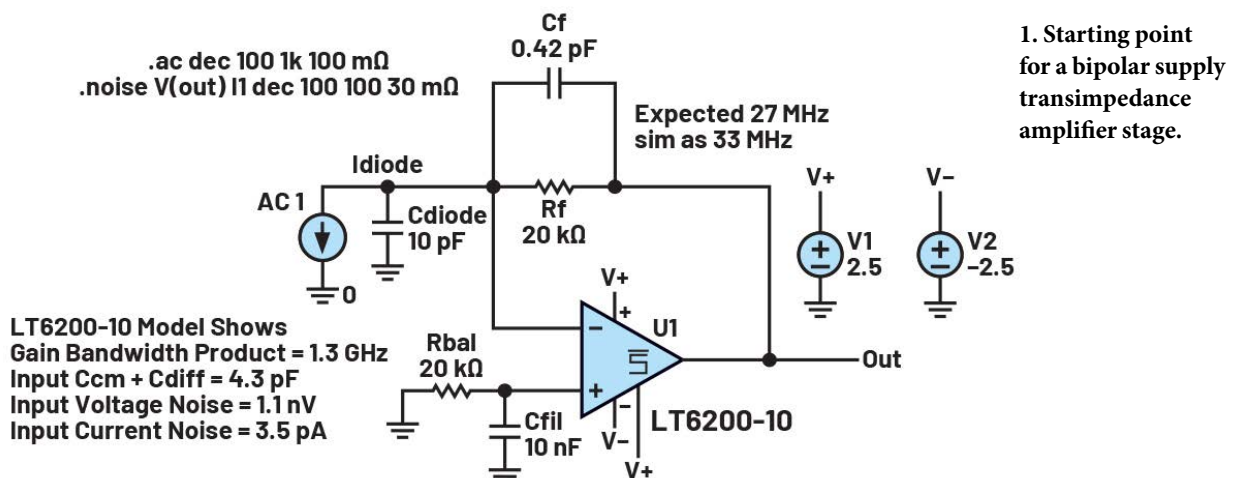 .ac dec 100 1k 100 mΩ
.noise V(out) I1 dec 100 100 30 mΩ
Cf
0.42 pF
Expected 27 MHz
sim as 33 MHz
1. Starting point
for a bipolar supply
transimpedance
amplifier stage.
Idiode
AC 1
Cdiode
10 pF
0
Rf
20 kΩ
V+
V1
2.5
V−
V2
−2.5
LT6200-10 Model Shows
Gain Bandwidth Product = 1.3 GHz
Input Ccm + Cdiff = 4.3 pF
Input Voltage Noise = 1.1 nV
Input Current Noise = 3.5 pA
Rbal
20 kΩ
Cfil
10 nF
V+
U1
Out
LT6200-10
V−
V+